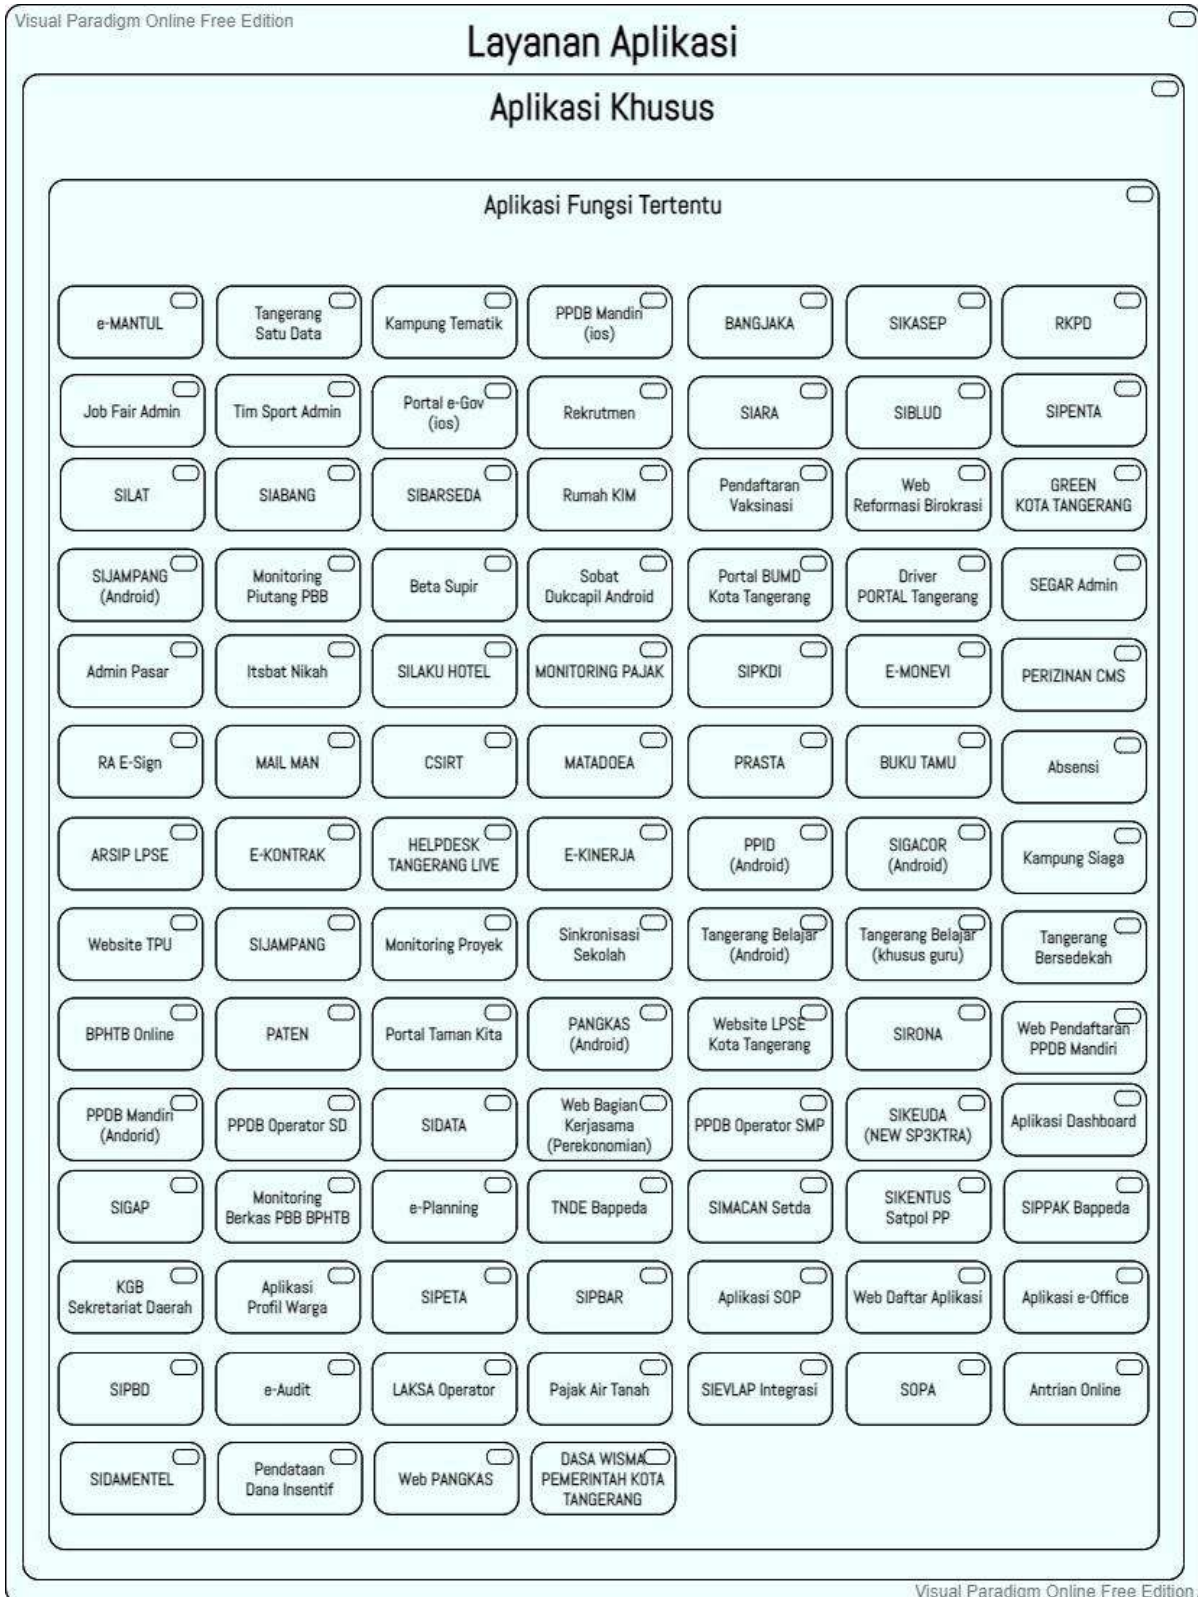 Visual Paradigm Online Free Edition
Layanan Aplikasi
Aplikasi Khusus
Aplikasi Fungsi Tertentu
e-MANTUL
Tangerang
Satu Data
Kampung Tematik
PPDB Mandiri
(ios)
BANGJAKA
SIKASEP
RKPD
Job Fair Admin
Tim Sport Admin
Portal e-Gov
(ios)
Rekrutmen
SIARA
SIBLUD
SIPENTA
SILAT
SIABANG
SIBARSEDA
Rumah KIM
Pendaftaran
Vaksinasi
Web
Reformasi Birokrasi
GREEN
KOTA TANGERANG
SIJAMPANG
(Android)
Monitoring
Piutang PBB
Beta Supir
Sobat
Dukcapil Android
Portal BUMD
Kota Tangerang
Driver
PORTAL Tangerang
SEGAR Admin
Admin Pasar
Itsbat Nikah
SILAKU HOTEL
MONITORING PAJAK
SIPKDI
E-MONEVI
PERIZINAN CMS
RA E-Sign
MAIL MAN
CSIRT
MATADOEA
PRASTA
BUKU TAMU
Absensi
ARSIP LPSE
E-KONTRAK
HELPDESK
TANGERANG LIVE
E-KINERJA
PPID
(Android)
SIGACOR
(Android)
Kampung Siaga
Website TPU
SIJAMPANG
Monitoring Proyek
Sinkronisasi
Sekolah
Tangerang Belajar
(Android)
Tangerang Belajar
(khusus guru)
Tangerang
Bersedekah
BPHTB Online
PATEN
Portal Taman Kita
PANGKAS
(Android)
Website LPSE
Kota Tangerang
SIRONA
Web Pendaftaran
PPDB Mandiri
PPDB Mandiri
(Andorid)
PPDB Operator SD
SIDATA
Web Bagian
Kerjasama
(Perekonomian)
PPDB Operator SMP
SIKEUDA
(NEW SP3KTRA)
Aplikasi Dashboard
SIGAP
Monitoring
Berkas PBB BPHTB
e-Planning
TNDE Bappeda
SIMACAN Setda
SIKENTUS
Satpol PP
SIPPAK Bappeda
KGB
Sekretariat Daerah
Aplikasi
Profil Warga
SIPETA
SIPBAR
Aplikasi SOP
Web Daftar Aplikasi
Aplikasi e-Office
SIPBD
e-Audit
LAKSA Operator
Pajak Air Tanah
SIEVLAP Integrasi
SOPA
Antrian Online
SIDAMENTEL
Pendataan
Dana Insentif
Web PANGKAS
DASA WISMA
PEMERINTAH KOTA
TANGERANG
Visual Paradigm Online Free Edition